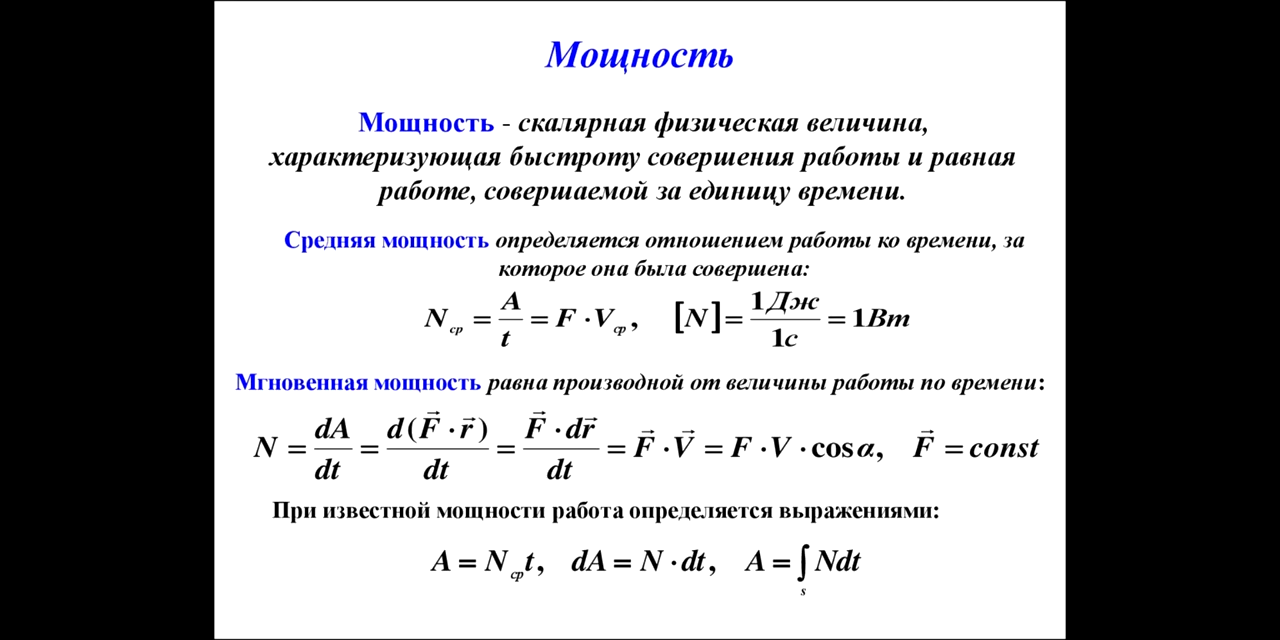 Мощность
Мощность - скалярная физическая величина,
характеризующая быстроту совершения работы и равная
работе, совершаемой за единицу времени.
Средняя мощность определяется отношением работы ко времени, за
которое она была совершена:
N_ср = A/t = F · V_ср, [N] = 1Дж/1с = 1Вт
Мгновенная мощность равна производной от величины работы по времени:
N = dA/dt = d(F⃗ · r⃗)/dt = F⃗ · dr⃗/dt = F⃗ · V⃗ = F · V · cos α, F⃗ = const
При известной мощности работа определяется выражениями:
A = N_ср t, dA = N · dt, A = ∫_s Ndt